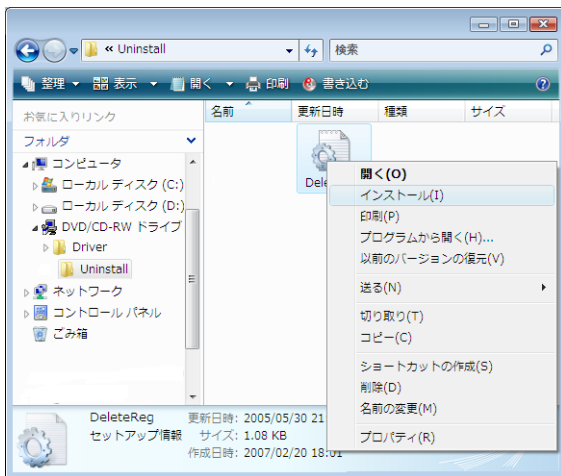 « Uninstall
検索
整理 表示 開く 印刷 書き込む
お気に入りリンク
名前 更新日時 種類 サイズ
フォルダ
コンピュータ
ローカル ディスク (C:)
ローカル ディスク (D:)
DVD/CD-RW ドライブ
Driver
Uninstall
ネットワーク
コントロール パネル
ごみ箱
開く(O)
インストール(I)
印刷(P)
プログラムから開く(H)...
以前のバージョンの復元(V)
送る(N)
切り取り(T)
コピー(C)
ショートカットの作成(S)
削除(D)
名前の変更(M)
プロパティ(R)
DeleteReg 更新日時: 2005/05/30 21
セットアップ情報 サイズ: 1.08 KB
作成日時: 2007/02/20 18:01